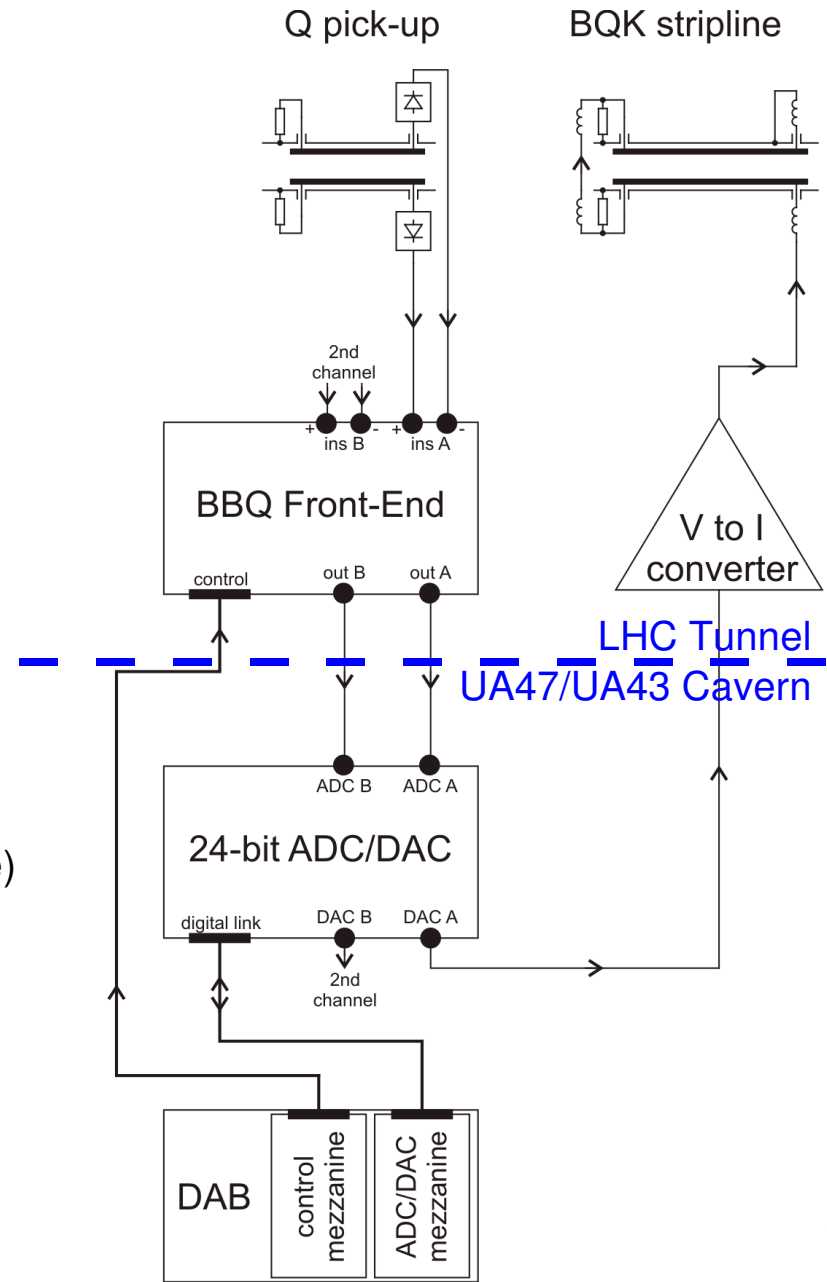 Q pick-up
BQK stripline
2nd
channel
+ - + -
ins B ins A
BBQ Front-End
V to I
converter
control
out B out A
LHC Tunnel
UA47/UA43 Cavern
ADC B ADC A
24-bit ADC/DAC
)
digital link
DAC B DAC A
2nd
channel
DAB
control
mezzanine
ADC/DAC
mezzanine